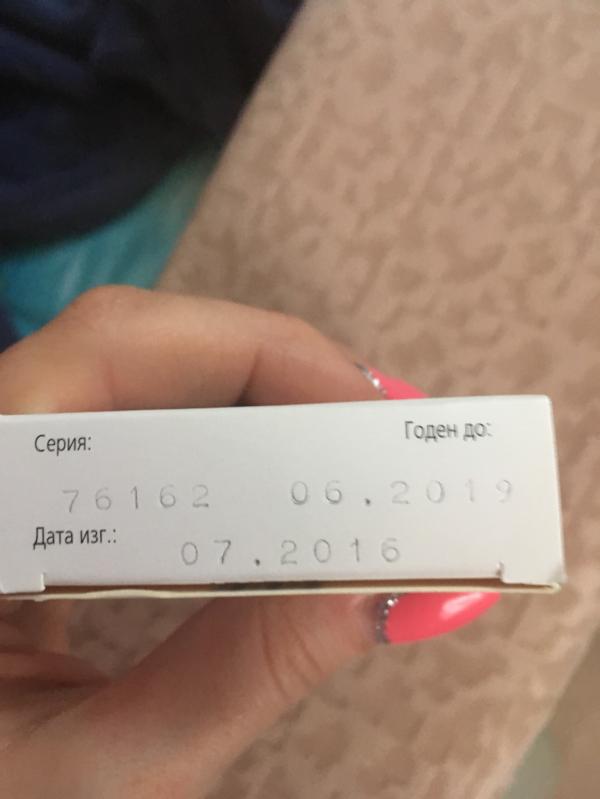 Серия: Годен до:
76162 06.2019
Дата изг.: 07.2016